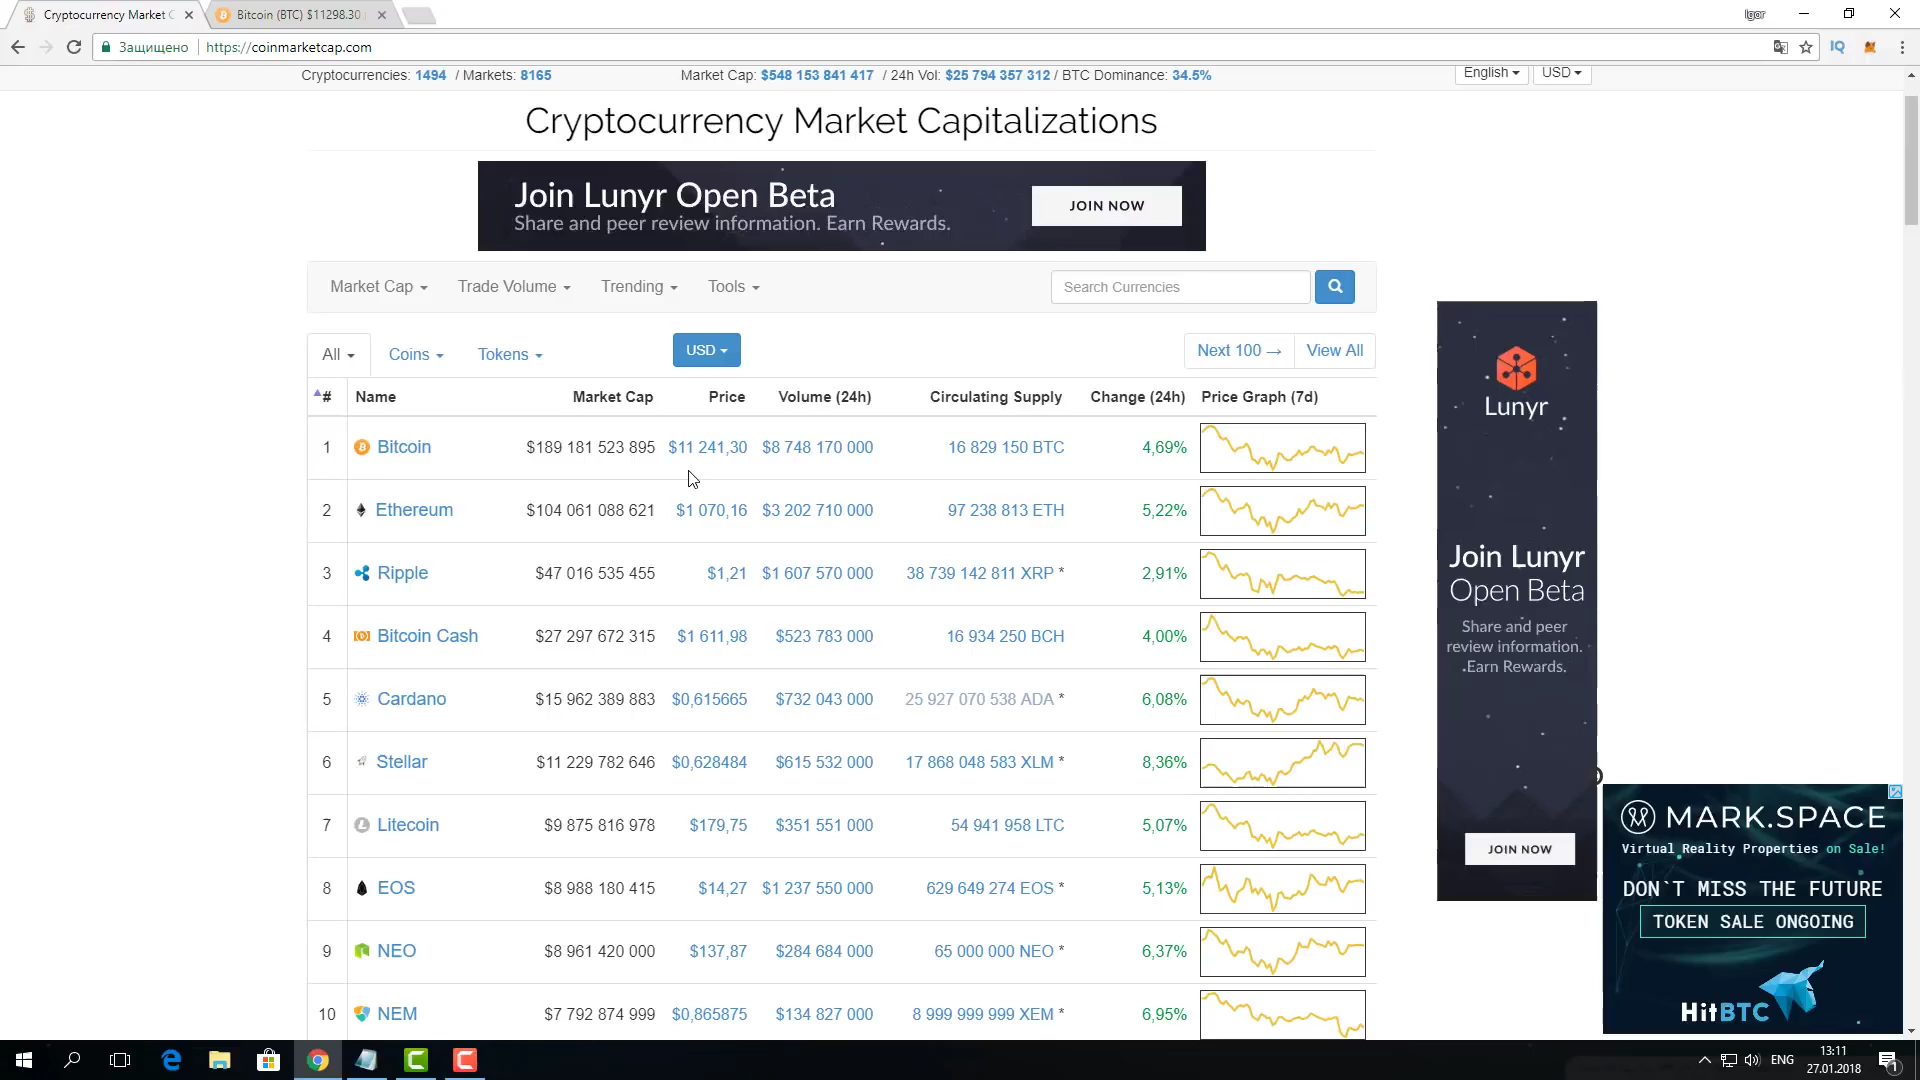 Cryptocurrency Market C
Bitcoin (BTC) $11298.30
Igor
Защищено https://coinmarketcap.com
IQ
Cryptocurrencies: 1494 / Markets: 8165 Market Cap: $548 153 841 417 / 24h Vol: $25 794 357 312 / BTC Dominance: 34.5% English USD
Cryptocurrency Market Capitalizations
Join Lunyr Open Beta
Share and peer review information. Earn Rewards.
JOIN NOW
Market Cap Trade Volume Trending Tools Search Currencies
All Coins Tokens USD Next 100 → View All
# Name Market Cap Price Volume (24h) Circulating Supply Change (24h) Price Graph (7d)
1 Bitcoin $189 181 523 895 $11 241,30 $8 748 170 000 16 829 150 BTC 4,69%
2 Ethereum $104 061 088 621 $1 070,16 $3 202 710 000 97 238 813 ETH 5,22%
3 Ripple $47 016 535 455 $1,21 $1 607 570 000 38 739 142 811 XRP * 2,91%
4 Bitcoin Cash $27 297 672 315 $1 611,98 $523 783 000 16 934 250 BCH 4,00%
5 Cardano $15 962 389 883 $0,615665 $732 043 000 25 927 070 538 ADA * 6,08%
6 Stellar $11 229 782 646 $0,628484 $615 532 000 17 868 048 583 XLM * 8,36%
7 Litecoin $9 875 816 978 $179,75 $351 551 000 54 941 958 LTC 5,07%
8 EOS $8 988 180 415 $14,27 $1 237 550 000 629 649 274 EOS * 5,13%
9 NEO $8 961 420 000 $137,87 $284 684 000 65 000 000 NEO * 6,37%
10 NEM $7 792 874 999 $0,865875 $134 827 000 8 999 999 999 XEM * 6,95%
Lunyr
Join Lunyr
Open Beta
Share and peer
review information.
Earn Rewards.
JOIN NOW
MARK.SPACE
Virtual Reality Properties on Sale!
DON`T MISS THE FUTURE
TOKEN SALE ONGOING
HitBTC
ENG
13:11
27.01.2018
1